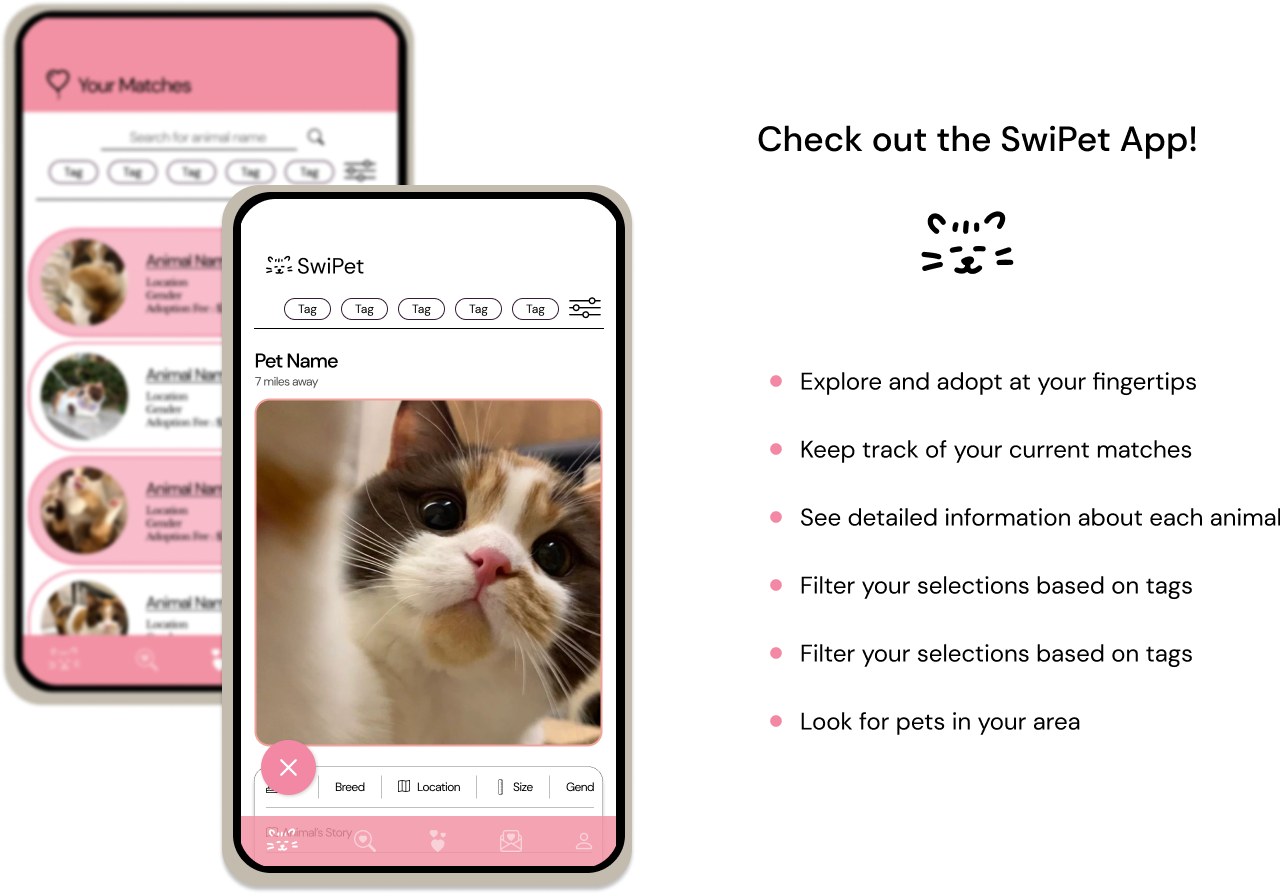 Your Matches
Search for animal name
Tag Tag Tag Tag Tag
Animal Nam
Location
Gender
Adoption Fee : $
Animal Nam
Location
Gender
Adoption Fee : $
Animal Nam
Location
Gender
Adoption Fee : $
Animal Nam
Location
SwiPet
Tag Tag Tag Tag Tag
Pet Name
7 miles away
Breed Location Size Gend
Animal's Story
Check out the SwiPet App!
Explore and adopt at your fingertips
Keep track of your current matches
See detailed information about each animal
Filter your selections based on tags
Filter your selections based on tags
Look for pets in your area